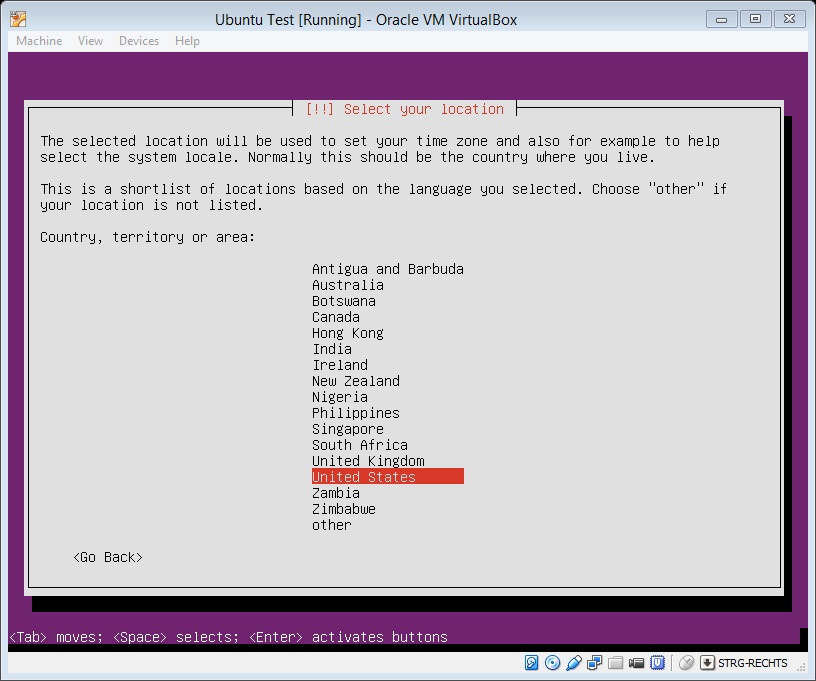 Ubuntu Test [Running] - Oracle VM VirtualBox
Machine View Devices Help
[!!] Select your location
The selected location will be used to set your time zone and also for example to help
select the system locale. Normally this should be the country where you live.
This is a shortlist of locations based on the language you selected. Choose "other" if
your location is not listed.
Country, territory or area:
Antigua and Barbuda
Australia
Botswana
Canada
Hong Kong
India
Ireland
New Zealand
Nigeria
Philippines
Singapore
South Africa
United Kingdom
United States
Zambia
Zimbabwe
other
<Go Back>
<Tab> moves; <Space> selects; <Enter> activates buttons
STRG-RECHTS